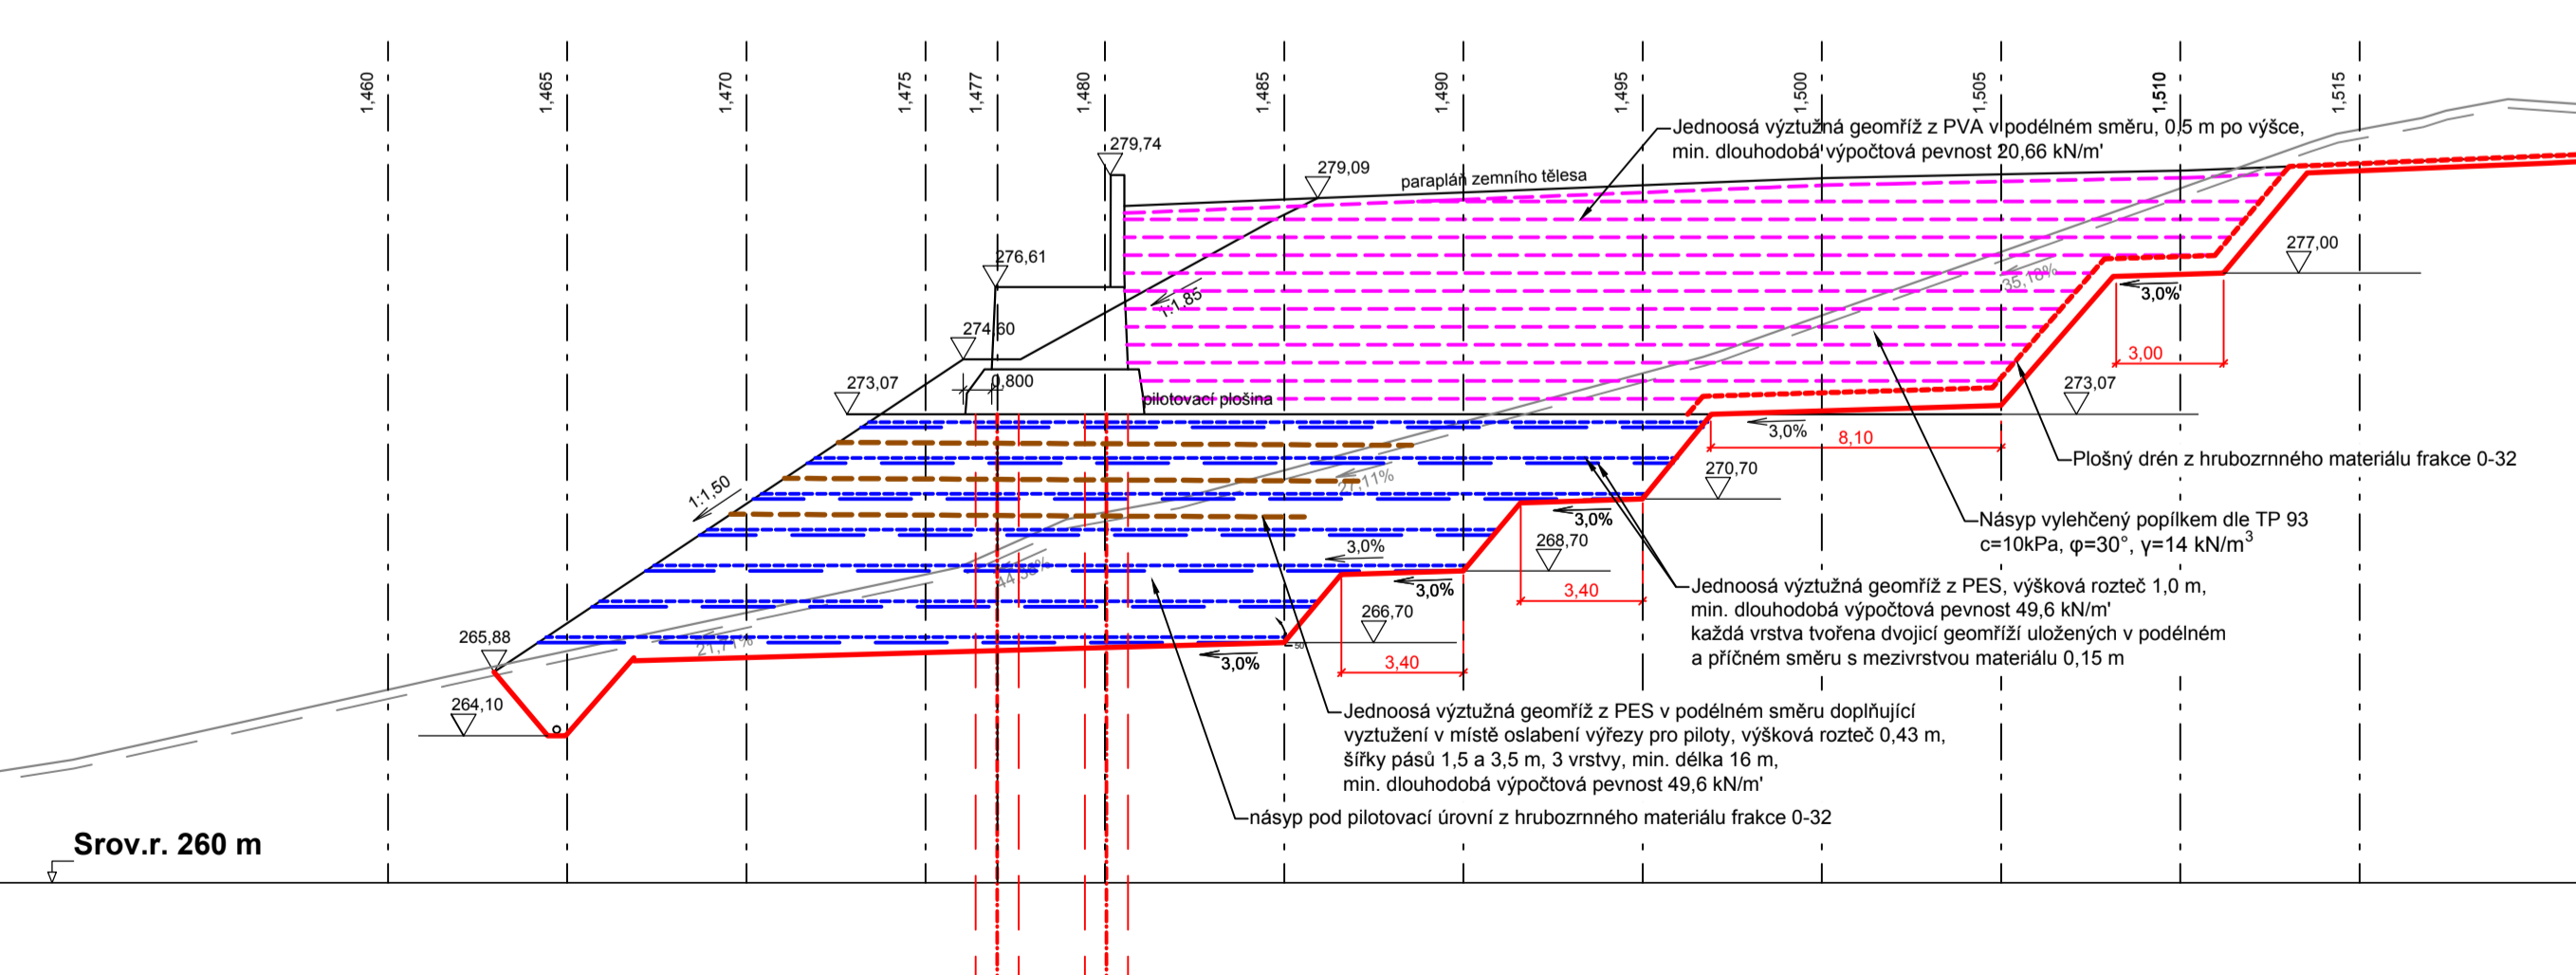 1,460
1,465
1,470
1,475
1,477
1,480
1,485
1,490
1,495
1,500
1,505
1,510
1,515
Jednoosá výztužná geomříž z PVA v podélném směru, 0,5 m po výšce,
min. dlouhodobá výpočtová pevnost 20,66 kN/m'
279,74
279,09
parapláň zemního tělesa
276,61
277,00
35,18%
3,0%
1:1.85
274,60
3,00
0,800
273,07
pilotovací plošina
273,07
3,0%
8,10
Plošný drén z hrubozrnného materiálu frakce 0-32
27,11%
270,70
1:1,50
3,0%
Násyp vylehčený popílkem dle TP 93
c=10kPa, φ=30°, γ=14 kN/m³
268,70
3,0%
44,38%
3,0%
3,40
Jednoosá výztužná geomříž z PES, výšková rozteč 1,0 m,
min. dlouhodobá výpočtová pevnost 49,6 kN/m'
každá vrstva tvořena dvojicí geomříží uložených v podélném
a příčném směru s mezivrstvou materiálu 0,15 m
266,70
265,88
21,71%
50
3,0%
3,40
264,10
Jednoosá výztužná geomříž z PES v podélném směru doplňující
vyztužení v místě oslabení výřezy pro piloty, výšková rozteč 0,43 m,
šířky pásů 1,5 a 3,5 m, 3 vrstvy, min. délka 16 m,
min. dlouhodobá výpočtová pevnost 49,6 kN/m'
násyp pod pilotovací úrovní z hrubozrnného materiálu frakce 0-32
Srov.r. 260 m